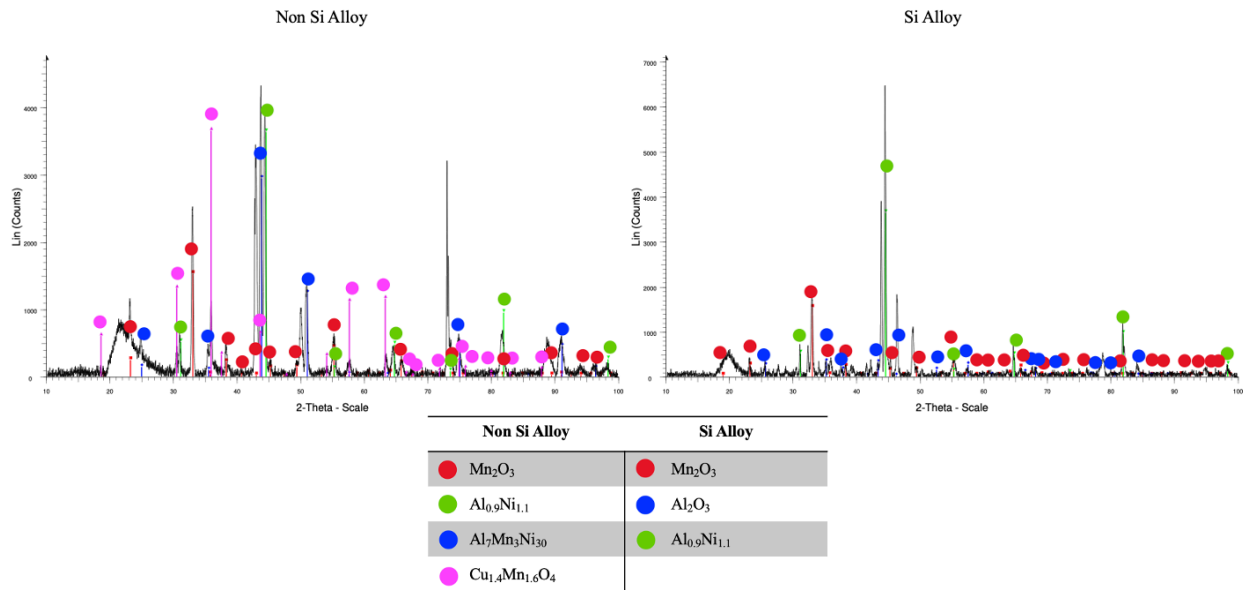 Non Si Alloy
Si Alloy
Lin (Counts)
4000
3000
2000
1000
0
10 20 30 40 50 60 70 80 90 100
2-Theta - Scale
Lin (Counts)
7000
6000
5000
4000
3000
2000
1000
0
10 20 30 40 50 60 70 80 90 100
2-Theta - Scale
Non Si Alloy Si Alloy
Mn₂O₃ Mn₂O₃
Al₀.₉Ni₁.₁ Al₂O₃
Al₇Mn₃Ni₃₀ Al₀.₉Ni₁.₁
Cu₁.₄Mn₁.₆O₄